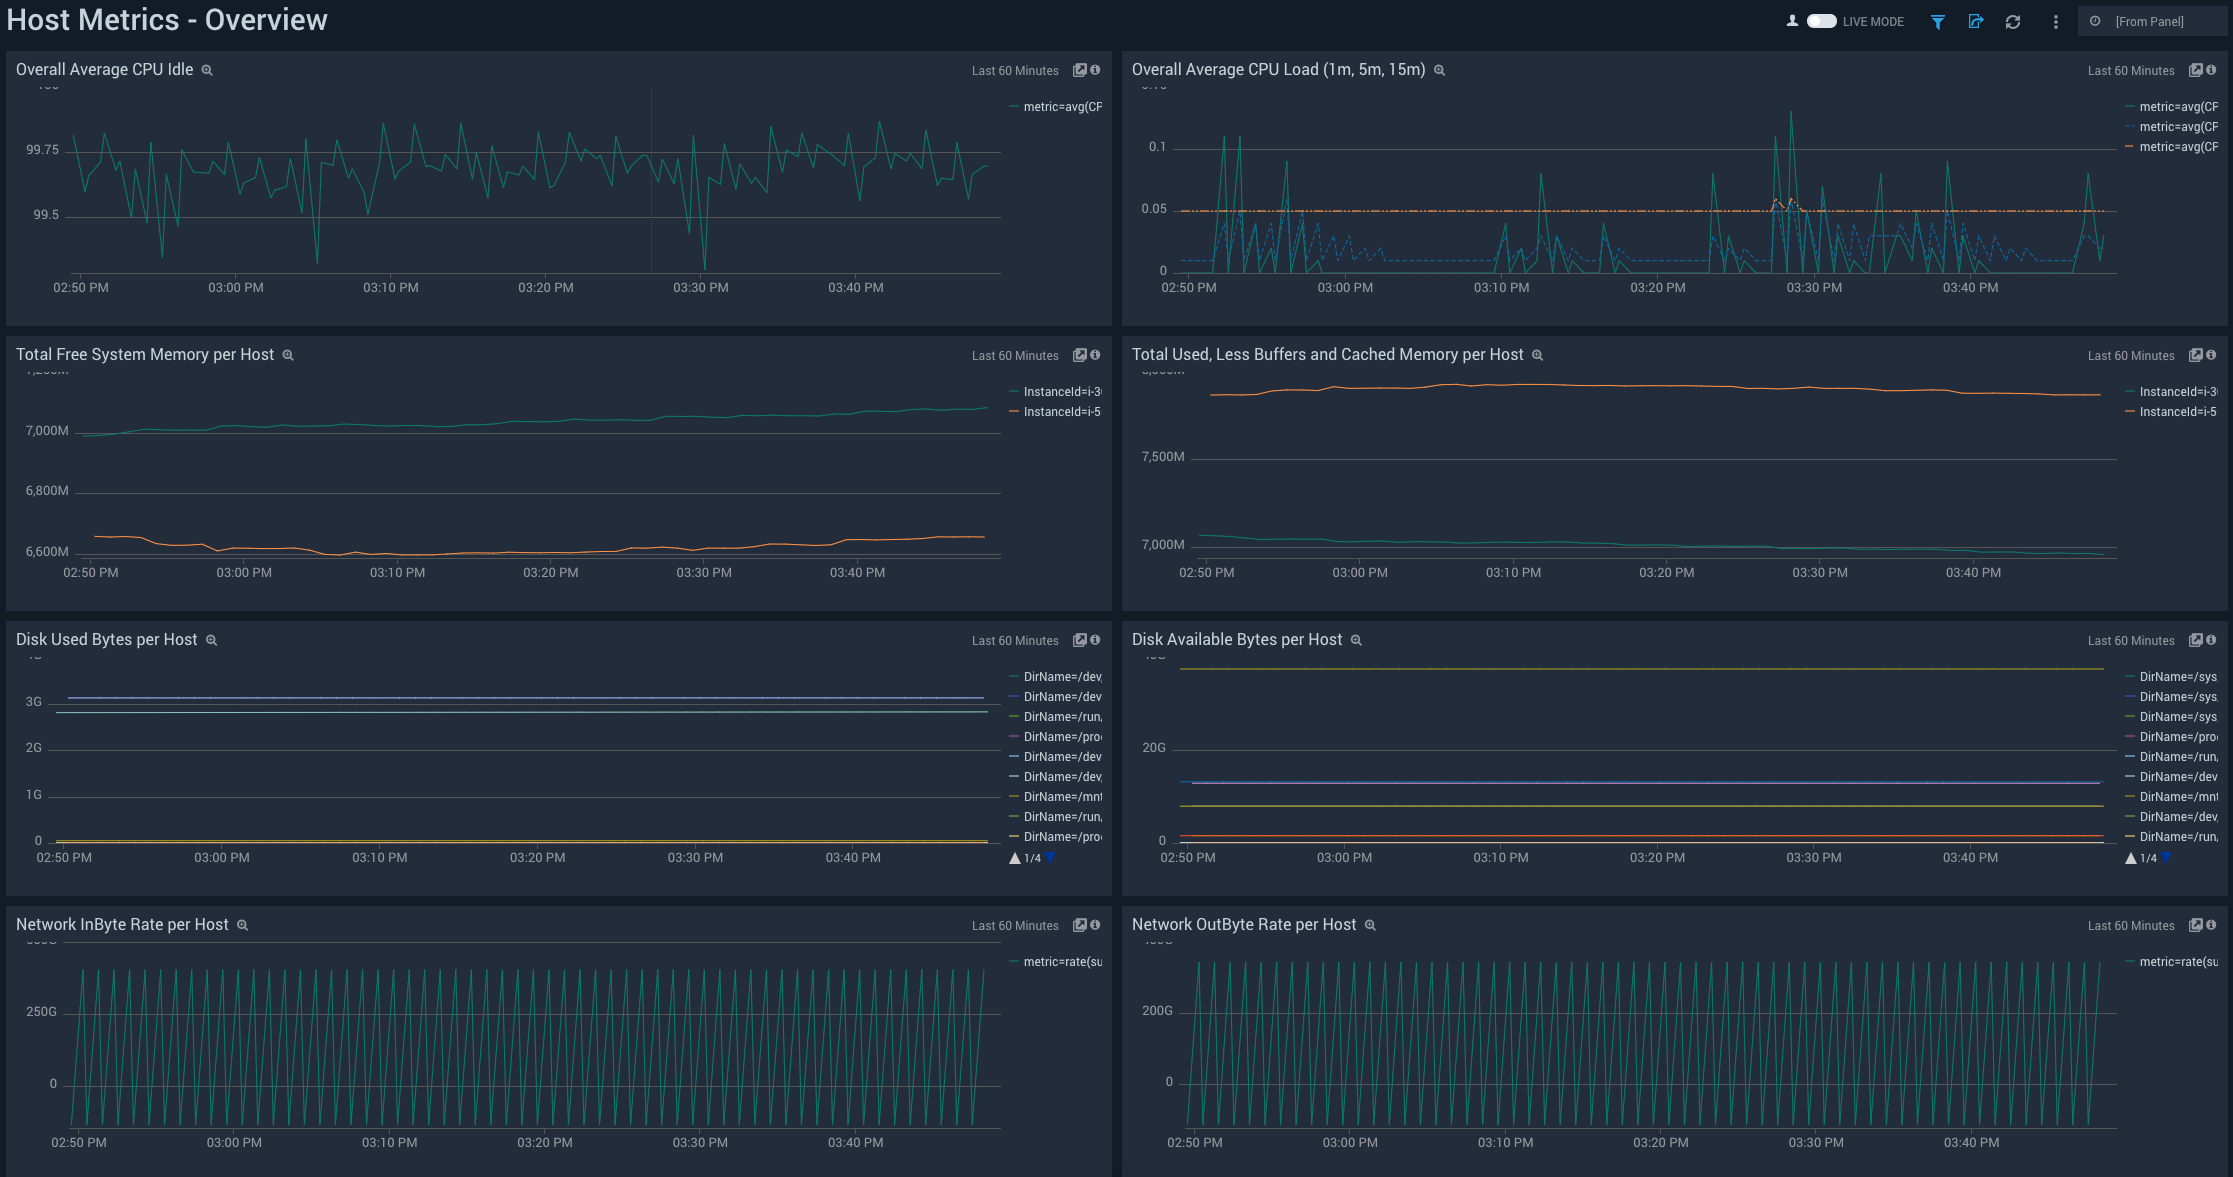 Host Metrics - Overview
LIVE MODE
[From Panel]
Overall Average CPU Idle
Last 60 Minutes
99.75
99.5
02:50 PM 03:00 PM 03:10 PM 03:20 PM 03:30 PM 03:40 PM
metric=avg(CP
Overall Average CPU Load (1m, 5m, 15m)
Last 60 Minutes
0.1
0.05
0
02:50 PM 03:00 PM 03:10 PM 03:20 PM 03:30 PM 03:40 PM
metric=avg(CP
metric=avg(CP
metric=avg(CP
Total Free System Memory per Host
Last 60 Minutes
7,000M
6,800M
6,600M
02:50 PM 03:00 PM 03:10 PM 03:20 PM 03:30 PM 03:40 PM
InstanceId=i-3
InstanceId=i-5
Total Used, Less Buffers and Cached Memory per Host
Last 60 Minutes
7,500M
7,000M
02:50 PM 03:00 PM 03:10 PM 03:20 PM 03:30 PM 03:40 PM
InstanceId=i-3
InstanceId=i-5
Disk Used Bytes per Host
Last 60 Minutes
3G
2G
1G
0
02:50 PM 03:00 PM 03:10 PM 03:20 PM 03:30 PM 03:40 PM
DirName=/dev,
DirName=/dev
DirName=/run,
DirName=/pro
DirName=/dev
DirName=/dev,
DirName=/mnt
DirName=/run,
DirName=/pro
1/4
Disk Available Bytes per Host
Last 60 Minutes
20G
0
02:50 PM 03:00 PM 03:10 PM 03:20 PM 03:30 PM 03:40 PM
DirName=/sys,
DirName=/sys,
DirName=/sys,
DirName=/pro
DirName=/run,
DirName=/dev
DirName=/mnt
DirName=/dev,
DirName=/run,
1/4
Network InByte Rate per Host
Last 60 Minutes
250G
0
02:50 PM 03:00 PM 03:10 PM 03:20 PM 03:30 PM 03:40 PM
metric=rate(su
Network OutByte Rate per Host
Last 60 Minutes
200G
0
02:50 PM 03:00 PM 03:10 PM 03:20 PM 03:30 PM 03:40 PM
metric=rate(su